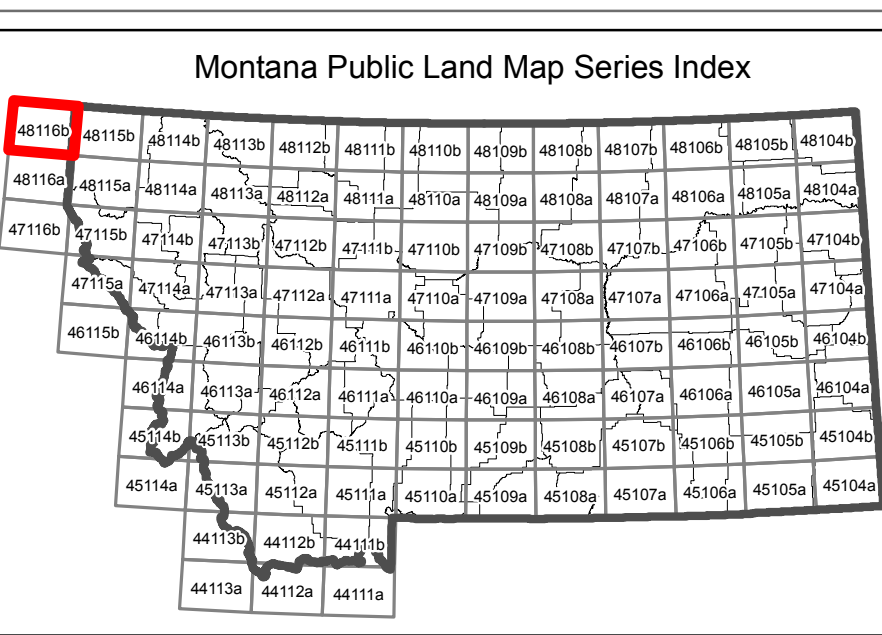 Montana Public Land Map Series Index
48116b 48115b 48114b 48113b 48112b 48111b 48110b 48109b 48108b 48107b 48106b 48105b 48104b
48116a 48115a 48114a 48113a 48112a 48111a 48110a 48109a 48108a 48107a 48106a 48105a 48104a
47116b 47115b 47114b 47113b 47112b 47111b 47110b 47109b 47108b 47107b 47106b 47105b 47104b
47115a 47114a 47113a 47112a 47111a 47110a 47109a 47108a 47107a 47106a 47105a 47104a
46115b 46114b 46113b 46112b 46111b 46110b 46109b 46108b 46107b 46106b 46105b 46104b
46114a 46113a 46112a 46111a 46110a 46109a 46108a 46107a 46106a 46105a 46104a
45114b 45113b 45112b 45111b 45110b 45109b 45108b 45107b 45106b 45105b 45104b
45114a 45113a 45112a 45111a 45110a 45109a 45108a 45107a 45106a 45105a 45104a
44113b 44112b 44111b
44113a 44112a 44111a